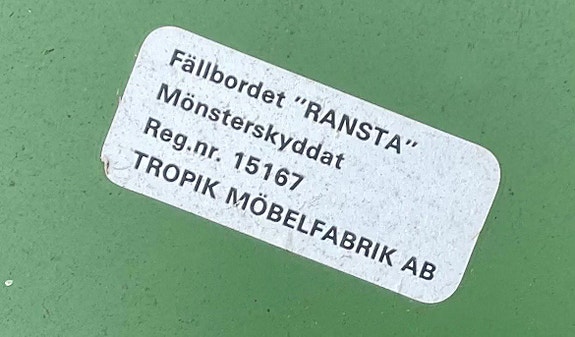 Fällbordet "RANSTA"
Mönsterskyddat
Reg.nr. 15167
TROPIK MÖBELFABRIK AB